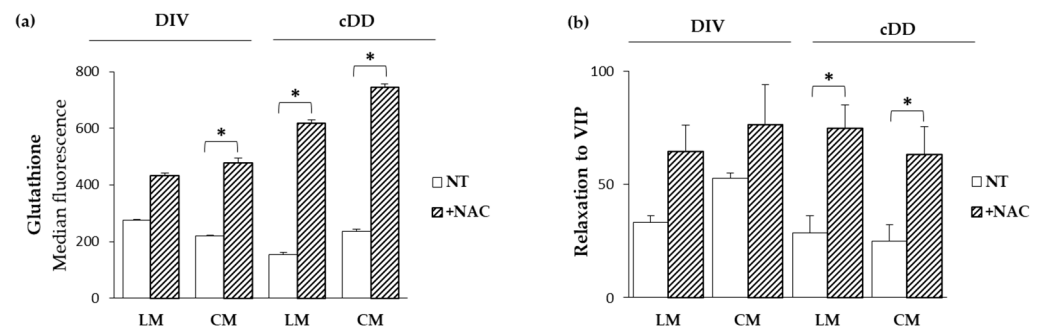 (a)
DIV
cDD
Glutathione
Median fluorescence
800
600
400
200
0
*
*
*
LM
CM
LM
CM
NT
+NAC
(b)
DIV
cDD
Relaxation to VIP
100
50
0
*
*
LM
CM
LM
CM
NT
+NAC